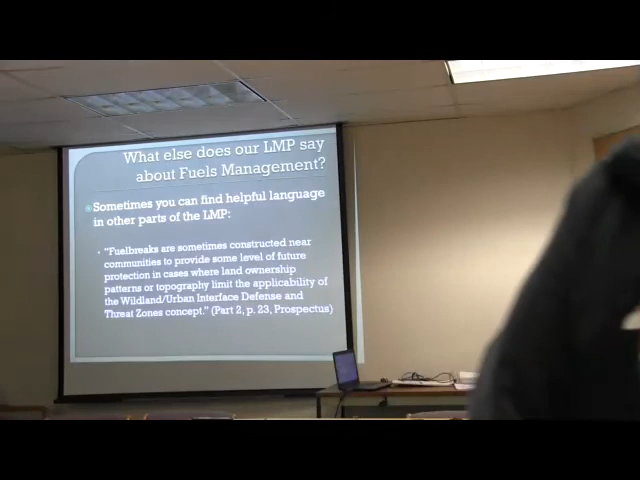 What else does our LMP say
about Fuels Management?
Sometimes you can find helpful language
in other parts of the LMP:
"Fuelbreaks are sometimes constructed near
communities to provide some level of future
protection in cases where land ownership
patterns or topography limit the applicability of
the Wildland/Urban Interface Defense and
Threat Zones concept." (Part 2, p. 23, Prospectus)